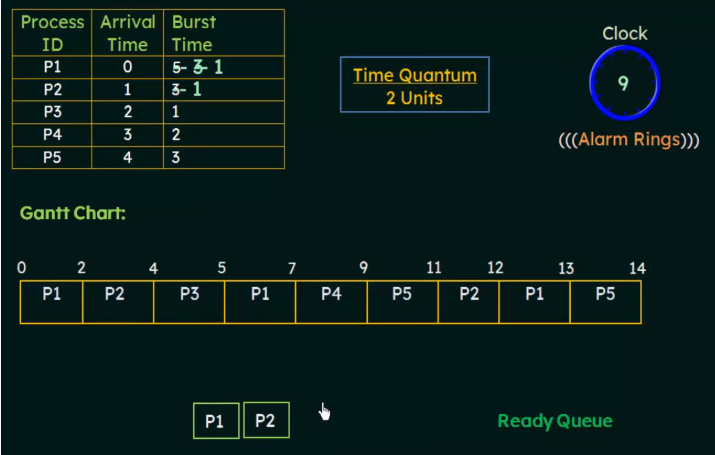 Process ID Arrival Time Burst Time
P1 0 5- 3- 1
P2 1 3- 1
P3 2 1
P4 3 2
P5 4 3
Time Quantum
2 Units
Clock
9
(((Alarm Rings)))
Gantt Chart:
0 2 4 5 7 9 11 12 13 14
P1 P2 P3 P1 P4 P5 P2 P1 P5
P1 P2
Ready Queue